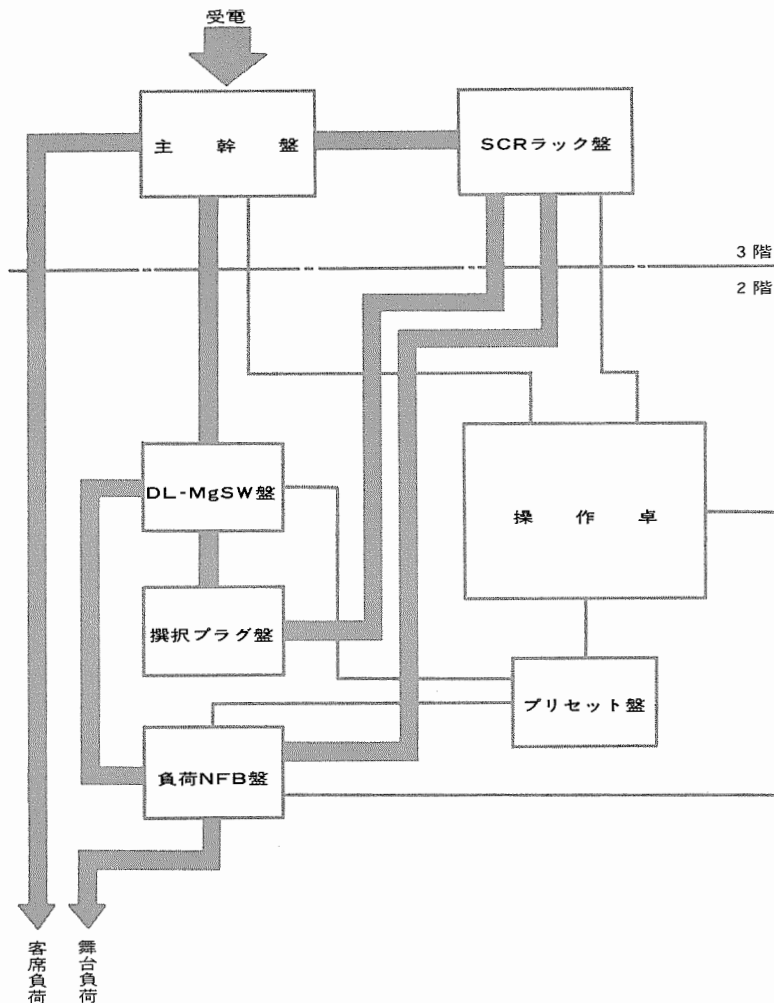 受電
主幹盤
SCRラック盤
3階
2階
DL-MgSW盤
操作卓
撰択プラグ盤
プリセット盤
負荷NFB盤
客席負荷
舞台負荷